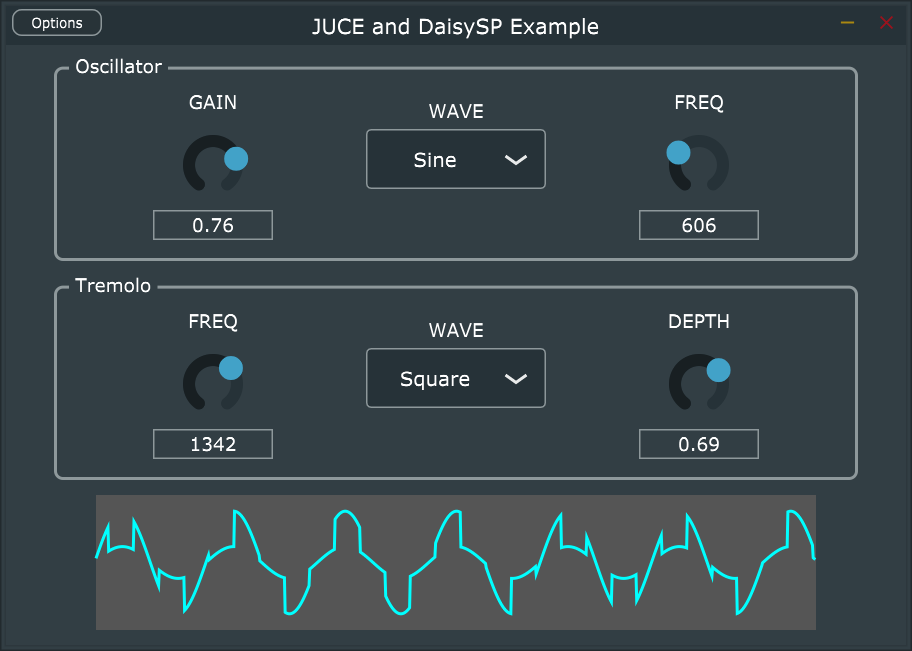 Options
JUCE and DaisySP Example
Oscillator
GAIN
WAVE
FREQ
Sine
0.76
606
Tremolo
FREQ
WAVE
DEPTH
Square
1342
0.69